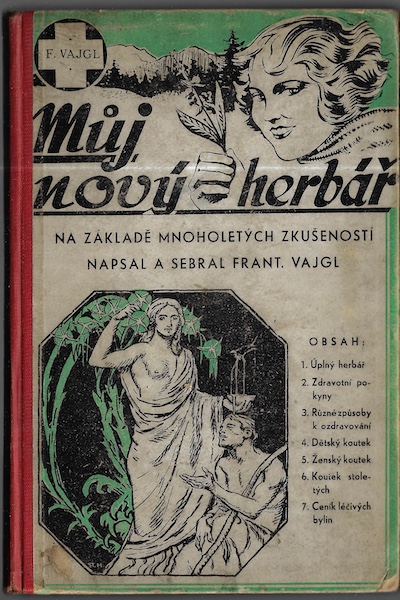 F. VAJGL
Můj
nový herbář
NA ZÁKLADĚ MNOHOLETÝCH ZKUŠENOSTÍ
NAPSAL A SEBRAL FRANT. VAJGL
OBSAH:
1. Úplný herbář
2. Zdravotní po-
kyny
3. Různé způsoby
k ozdravování
4. Dětský koutek
5. Ženský koutek
6. Koutek stole-
tých
7. Ceník léčivých
bylin
ST. H.